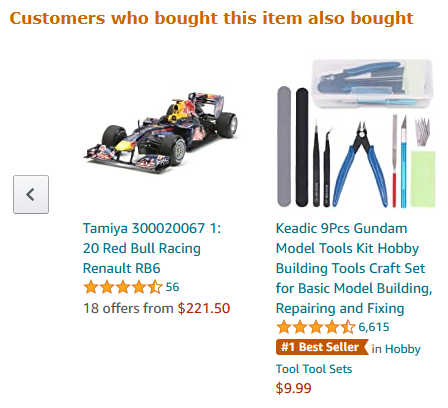 Customers who bought this item also bought
Tamiya 300020067 1:
20 Red Bull Racing
Renault RB6
56
18 offers from $221.50
Keadic 9Pcs Gundam
Model Tools Kit Hobby
Building Tools Craft Set
for Basic Model Building,
Repairing and Fixing
6,615
#1 Best Seller in Hobby
Tool Tool Sets
$9.99